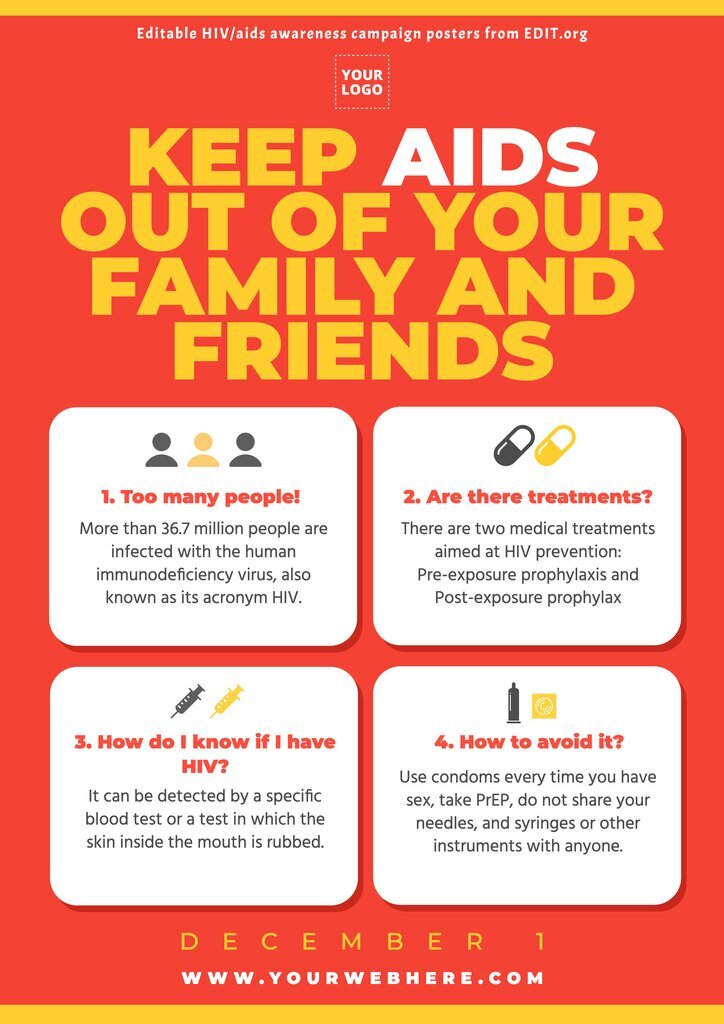 Editable HIV/aids awareness campaign posters from EDIT.org
YOUR
LOGO
KEEP AIDS
OUT OF YOUR
FAMILY AND
FRIENDS
1. Too many people!
More than 36.7 million people are
infected with the human
immunodeficiency virus, also
known as its acronym HIV.
2. Are there treatments?
There are two medical treatments
aimed at HIV prevention:
Pre-exposure prophylaxis and
Post-exposure prophylax
3. How do I know if I have
HIV?
It can be detected by a specific
blood test or a test in which the
skin inside the mouth is rubbed.
4. How to avoid it?
Use condoms every time you have
sex, take PrEP, do not share your
needles, and syringes or other
instruments with anyone.
DECEMBER 1
WWW.YOURWEBHERE.COM